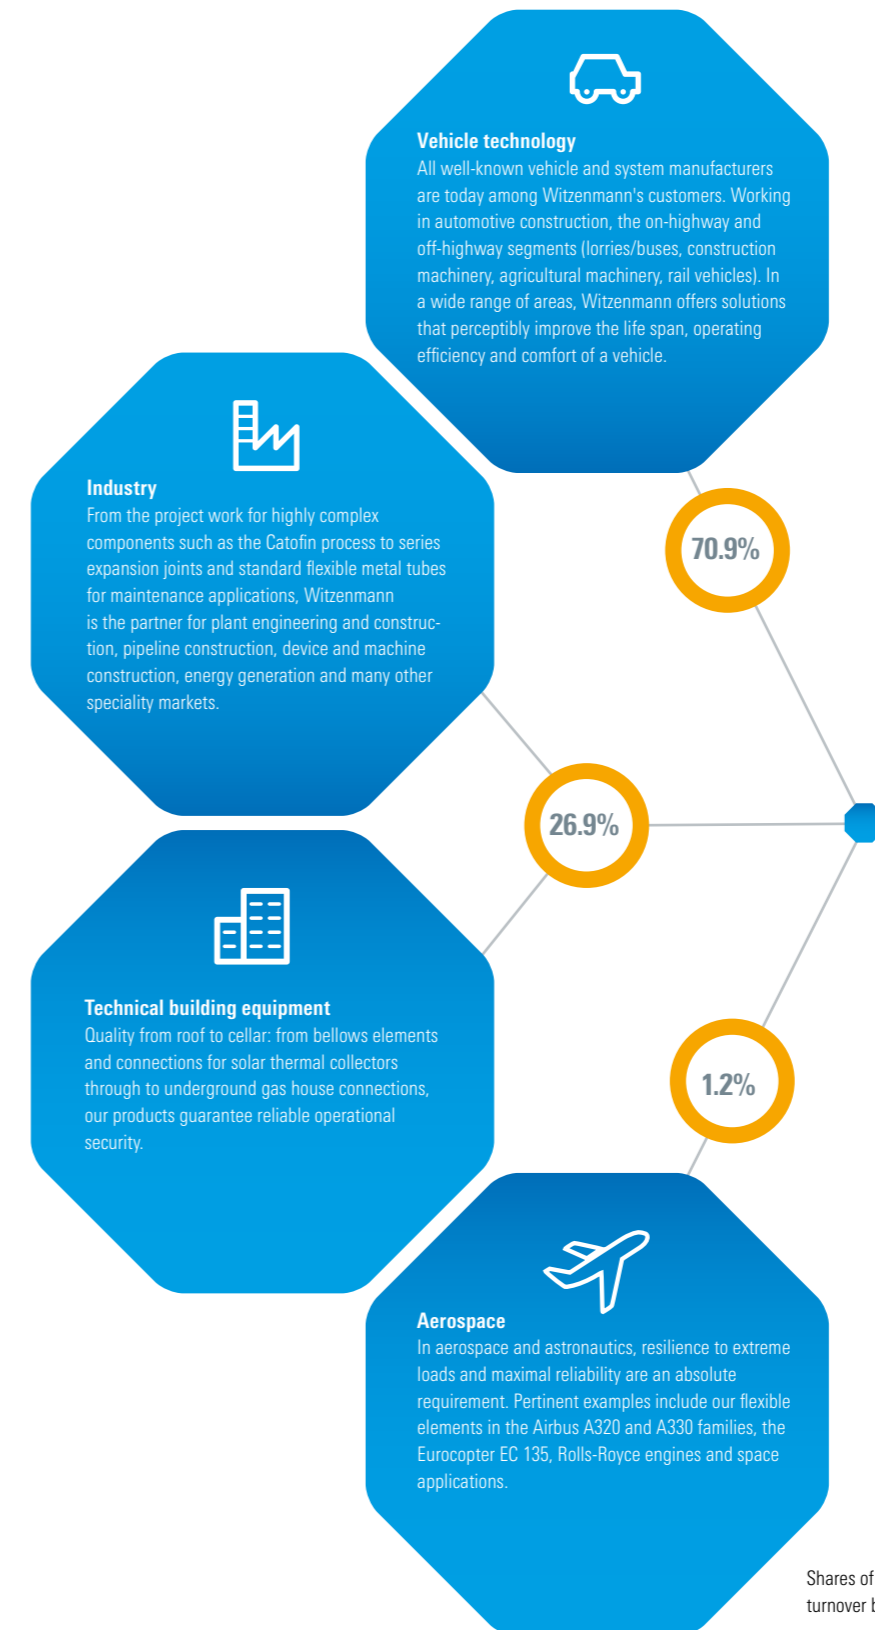 Vehicle technology
All well-known vehicle and system manufacturers
are today among Witzenmann's customers. Working
in automotive construction, the on-highway and
off-highway segments (lorries/buses, construction
machinery, agricultural machinery, rail vehicles). In
a wide range of areas, Witzenmann offers solutions
that perceptibly improve the life span, operating
efficiency and comfort of a vehicle.
Industry
From the project work for highly complex
components such as the Catofin process to series
expansion joints and standard flexible metal tubes
for maintenance applications, Witzenmann
is the partner for plant engineering and construc-
tion, pipeline construction, device and machine
construction, energy generation and many other
speciality markets.
70.9%
26.9%
Technical building equipment
Quality from roof to cellar: from bellows elements
and connections for solar thermal collectors
through to underground gas house connections,
our products guarantee reliable operational
security.
1.2%
Aerospace
In aerospace and astronautics, resilience to extreme
loads and maximal reliability are an absolute
requirement. Pertinent examples include our flexible
elements in the Airbus A320 and A330 families, the
Eurocopter EC 135, Rolls-Royce engines and space
applications.
Shares of
turnover